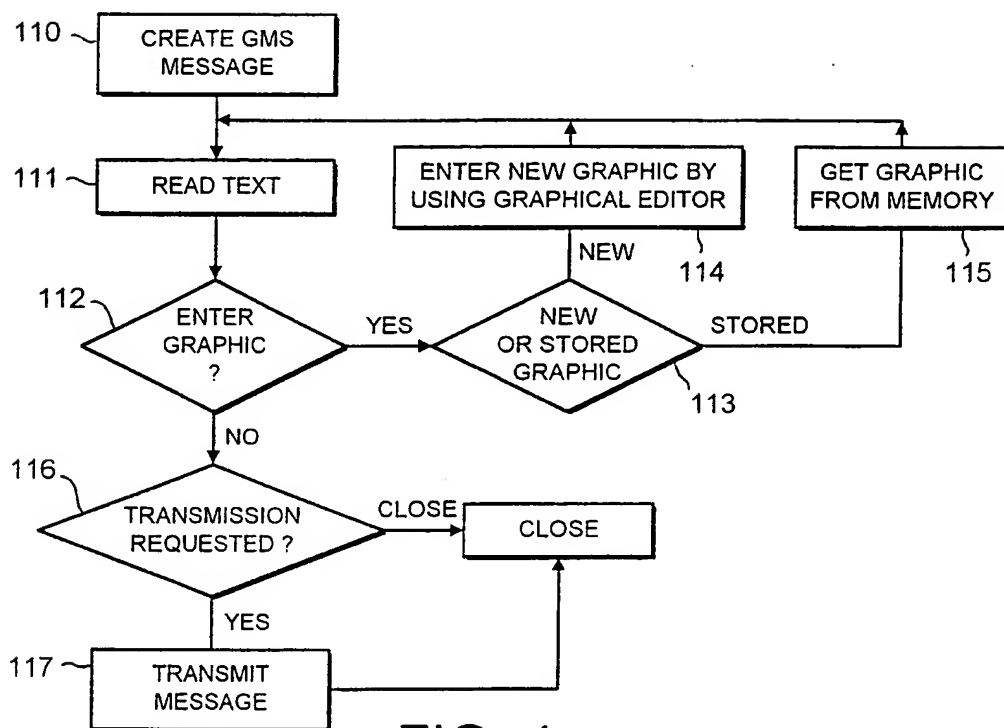 110
CREATE GMS
MESSAGE
111
READ TEXT
ENTER NEW GRAPHIC BY
USING GRAPHICAL EDITOR
114
GET GRAPHIC
FROM MEMORY
115
NEW
112
ENTER
GRAPHIC
?
YES
NEW
OR STORED
GRAPHIC
113
STORED
NO
116
TRANSMISSION
REQUESTED ?
CLOSE
CLOSE
YES
117
TRANSMIT
MESSAGE